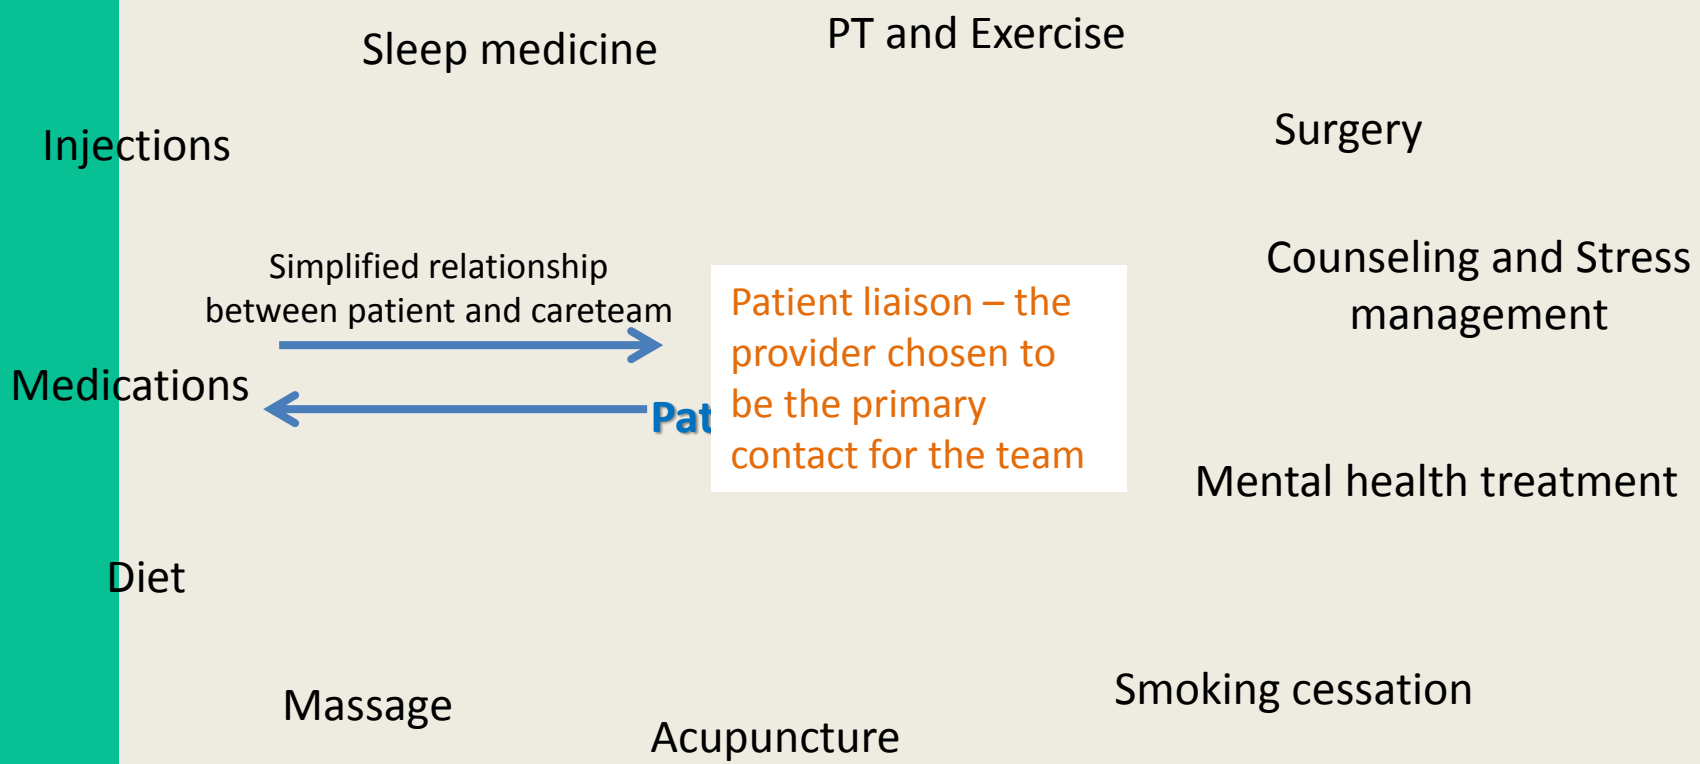 PT and Exercise
Sleep medicine
Surgery
Injections
Counseling and Stress
management
Simplified relationship
between patient and careteam
Patient liaison – the
provider chosen to
be the primary
contact for the team
Medications
Pat
Mental health treatment
Diet
Smoking cessation
Massage
Acupuncture